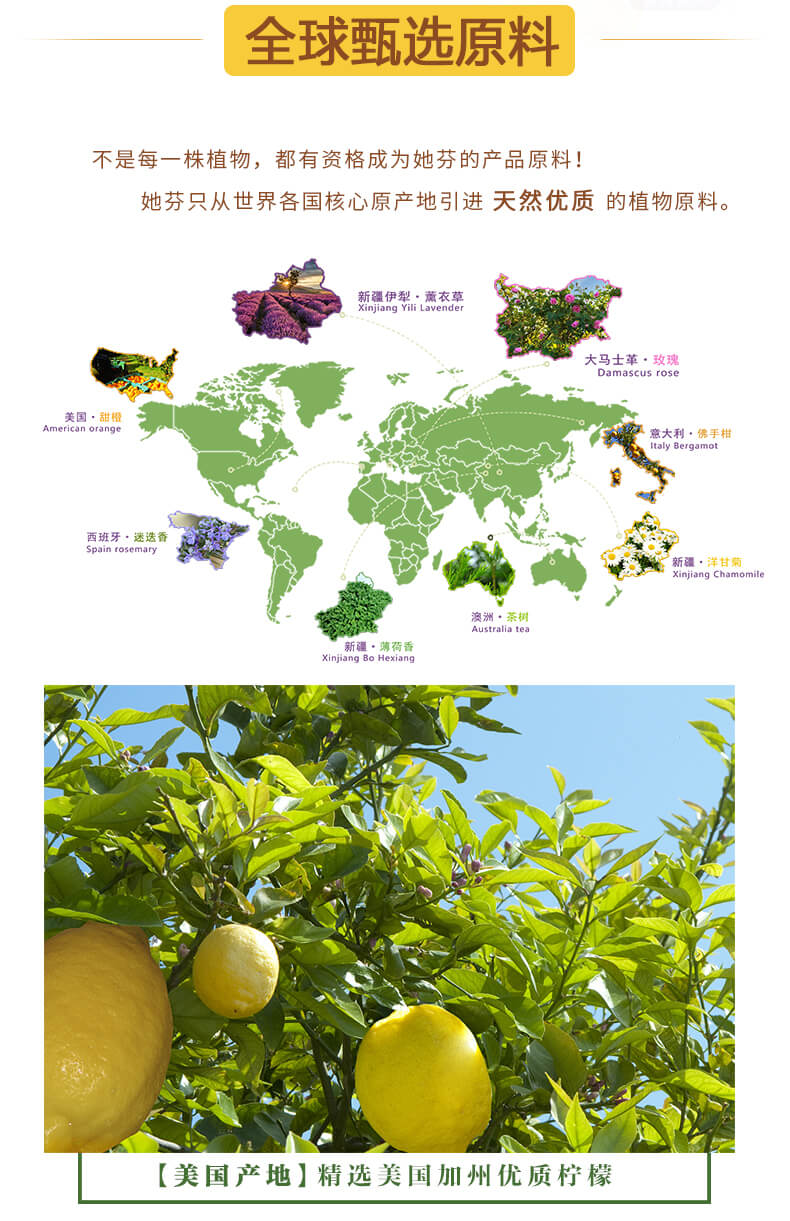 全球甄选原料
不是每一株植物，都有资格成为她芬的产品原料！
她芬只从世界各国核心原产地引进 天然优质 的植物原料。
新疆伊犁·薰衣草
Xinjiang Yili Lavender
大马士革·玫瑰
Damascus rose
美国·甜橙
American orange
意大利·佛手柑
Italy Bergamot
西班牙·迷迭香
Spain rosemary
新疆·洋甘菊
Xinjiang Chamomile
澳洲·茶树
Australia tea
新疆·薄荷香
Xinjiang Bo Hexiang
【美国产地】精选美国加州优质柠檬